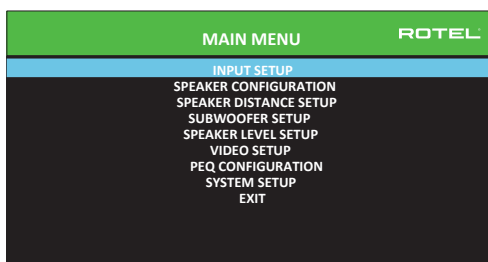 MAIN MENU
ROTEL
INPUT SETUP
SPEAKER CONFIGURATION
SPEAKER DISTANCE SETUP
SUBWOOFER SETUP
SPEAKER LEVEL SETUP
VIDEO SETUP
PEQ CONFIGURATION
SYSTEM SETUP
EXIT